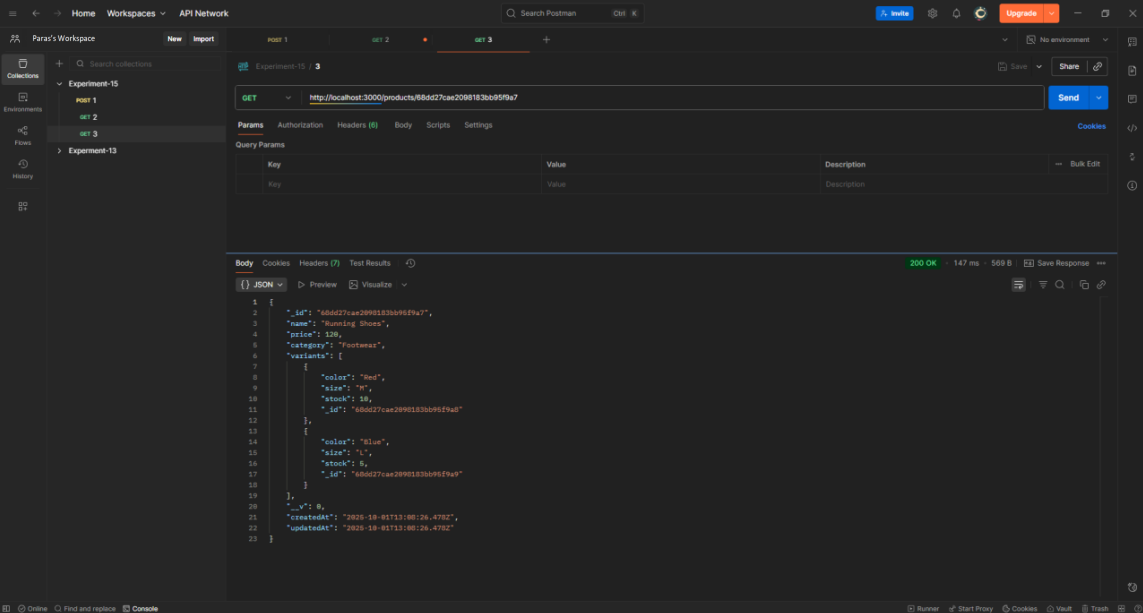 Home Workspaces API Network Search Postman Ctrl K Invite Upgrade
Paras's Workspace New Import POST 1 GET 2 GET 3 No environment
Collections
Environments
Flows
History
Search collections
Experiment-15
POST 1
GET 2
GET 3
Experment-13
Experiment-15 / 3 Save Share
GET http://localhost:3000/products/68dd27cae2098183bb95f9a7 Send
Params Authorization Headers (6) Body Scripts Settings Cookies
Query Params
Key Value Description Bulk Edit
Key Value Description
Body Cookies Headers (7) Test Results 200 OK 147 ms 569 B Save Response
{} JSON Preview Visualize
1 {
2 "_id": "68dd27cae2098183bb95f9a7",
3 "name": "Running Shoes",
4 "price": 120,
5 "category": "Footwear",
6 "variants": [
7 {
8 "color": "Red",
9 "size": "M",
10 "stock": 10,
11 "_id": "68dd27cae2098183bb95f9a8"
12 },
13 {
14 "color": "Blue",
15 "size": "L",
16 "stock": 5,
17 "_id": "68dd27cae2098183bb95f9a9"
18 }
19 ],
20 "__v": 0,
21 "createdAt": "2025-10-01T13:08:26.478Z",
22 "updatedAt": "2025-10-01T13:08:26.478Z"
23 }
Online Find and replace Console Runner Start Proxy Cookies Vault Trash